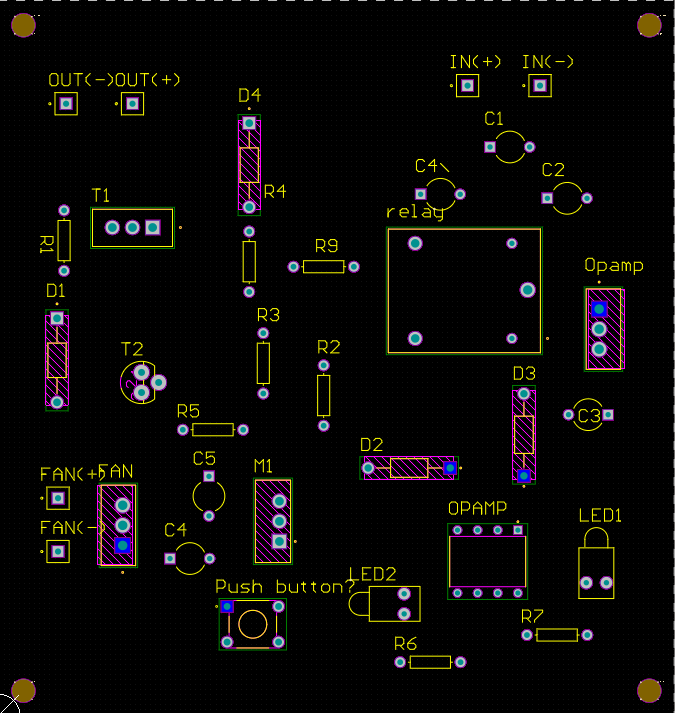 IN(+) IN(-)
OUT(-) OUT(+)
D4
C1
C4\
C2
T1
R4
relay
R1
R9
Opamp
D1
R3
T2
R2
D3
R5
C3
D2
C5
M1
FAN(+) FAN
OPAMP
LED1
FAN(-)
C4
LED2
Push button?
R7
R6